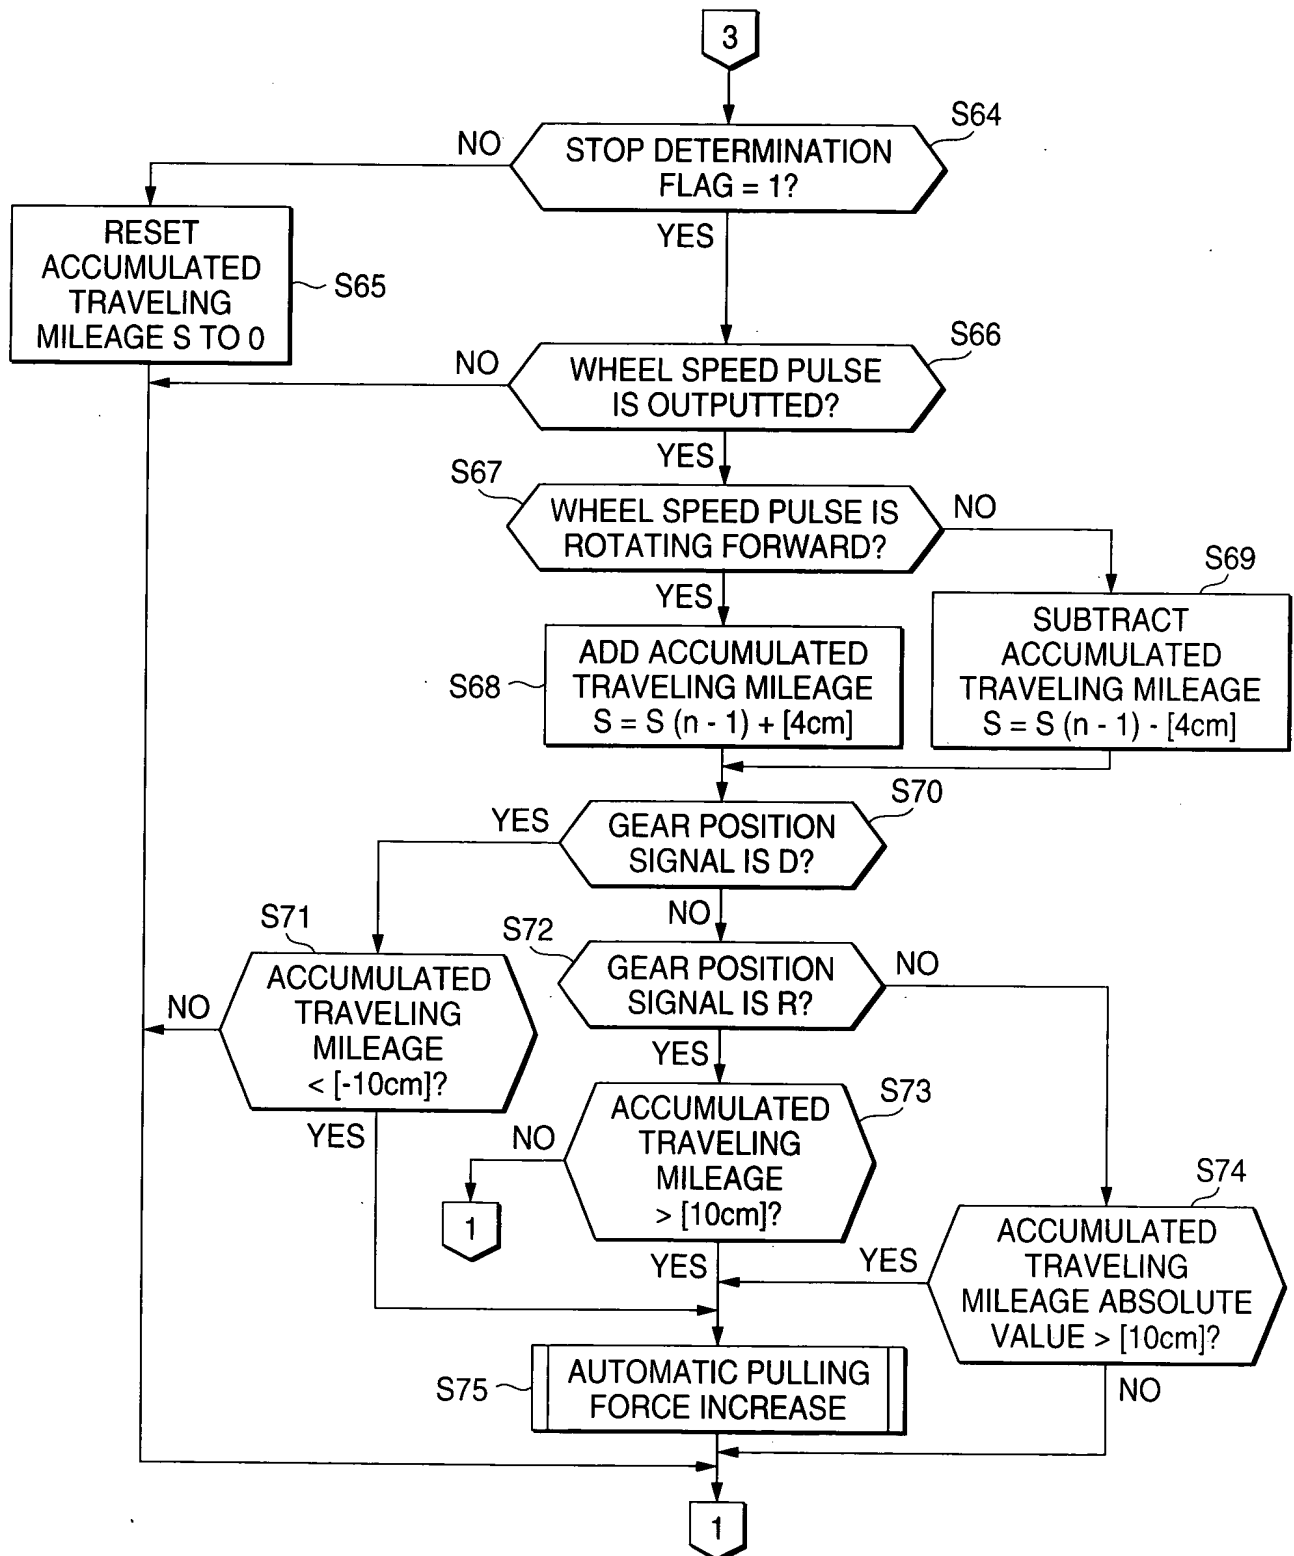 3
S64
NO
STOP DETERMINATION
FLAG = 1?
YES
RESET
ACCUMULATED
TRAVELING
MILEAGE S TO 0
S65
S66
NO
WHEEL SPEED PULSE
IS OUTPUTTED?
YES
S67
WHEEL SPEED PULSE IS
ROTATING FORWARD?
NO
YES
S69
SUBTRACT
ACCUMULATED
TRAVELING MILEAGE
S = S (n - 1) - [4cm]
S68
ADD ACCUMULATED
TRAVELING MILEAGE
S = S (n - 1) + [4cm]
S70
YES
GEAR POSITION
SIGNAL IS D?
NO
S71
ACCUMULATED
TRAVELING
MILEAGE
< [-10cm]?
NO
YES
S72
GEAR POSITION
SIGNAL IS R?
NO
YES
S73
ACCUMULATED
TRAVELING
MILEAGE
> [10cm]?
NO
1
YES
S74
ACCUMULATED
TRAVELING
MILEAGE ABSOLUTE
VALUE > [10cm]?
YES
NO
S75
AUTOMATIC PULLING
FORCE INCREASE
1